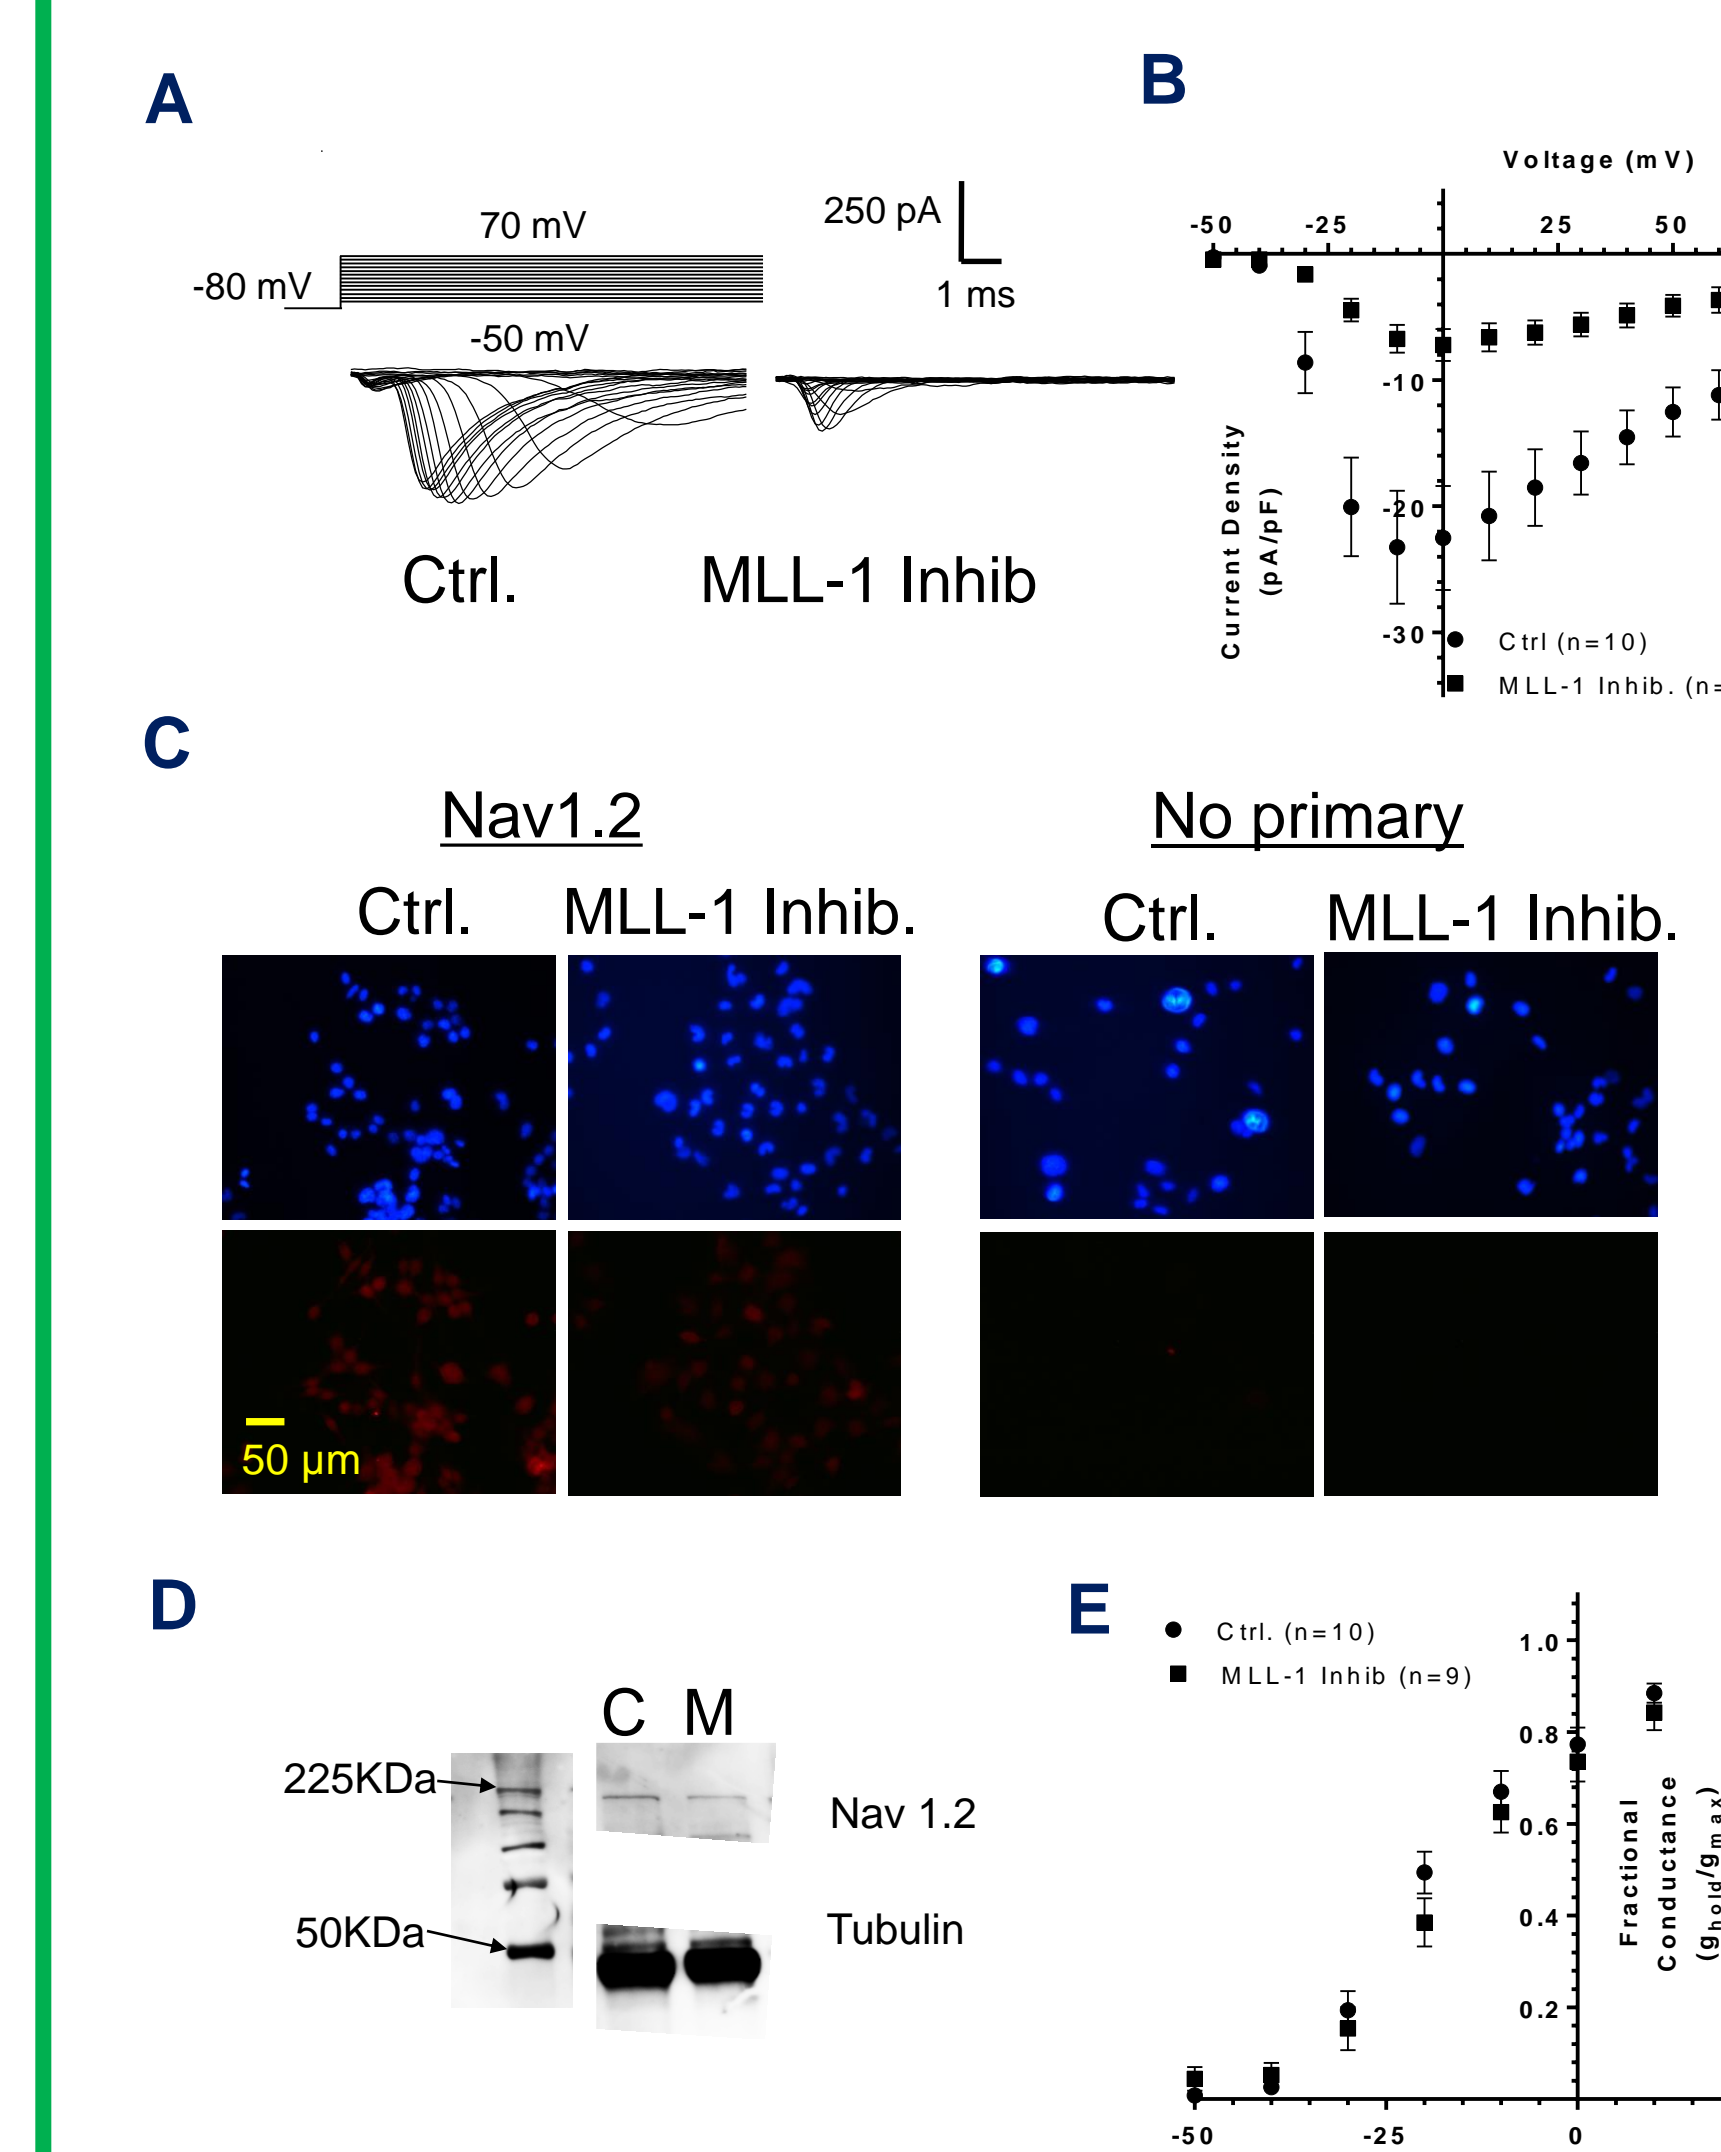 A
70 mV
-80 mV
-50 mV
250 pA
1 ms
Ctrl.
MLL-1 Inhib
B
Voltage (mV)
-50
-25
25
50
-10
-20
-30
Current Density
(pA/pF)
Ctrl (n=10)
MLL-1 Inhib. (n=
C
Nav1.2
No primary
Ctrl.
MLL-1 Inhib.
Ctrl.
MLL-1 Inhib.
50 µm
D
C M
225KDa
Nav 1.2
50KDa
Tubulin
E
Ctrl. (n=10)
MLL-1 Inhib (n=9)
1.0
0.8
0.6
0.4
0.2
Fractional
Conductance
(ghold/gmax)
-50
-25
0